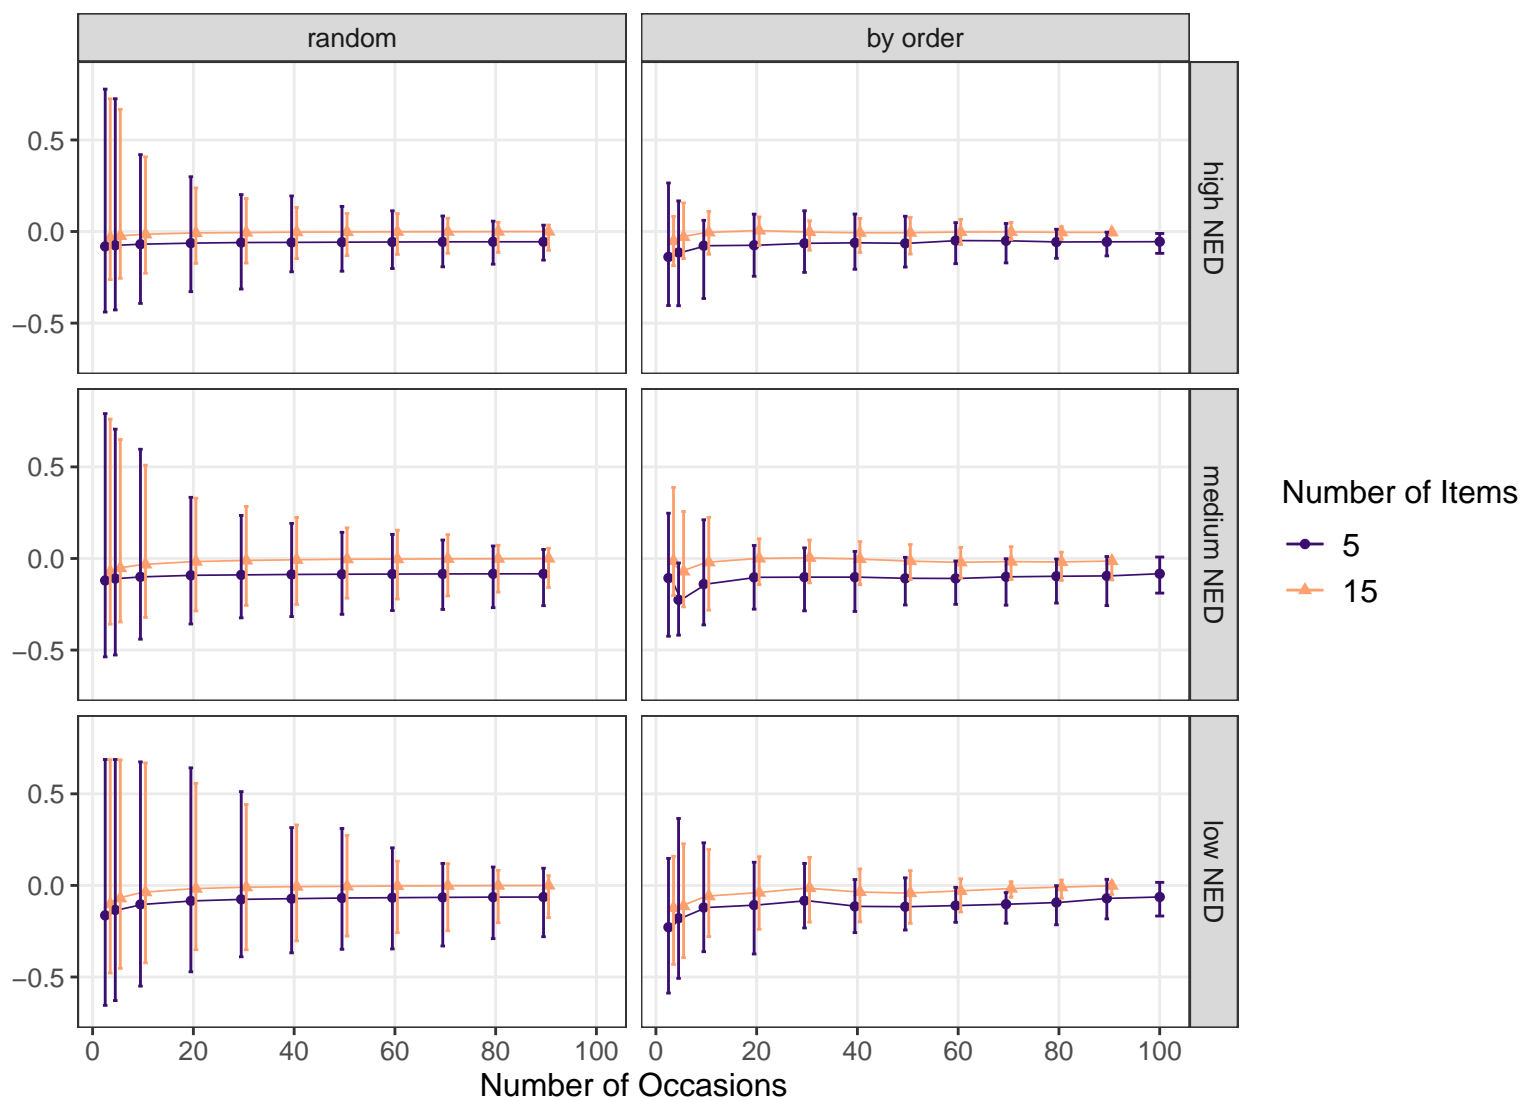 random
by order
0.5
0.0
−0.5
high NED
0.5
0.0
−0.5
medium NED
0.5
0.0
−0.5
low NED
0 20 40 60 80 100
0 20 40 60 80 100
Number of Occasions
Number of Items
5
15